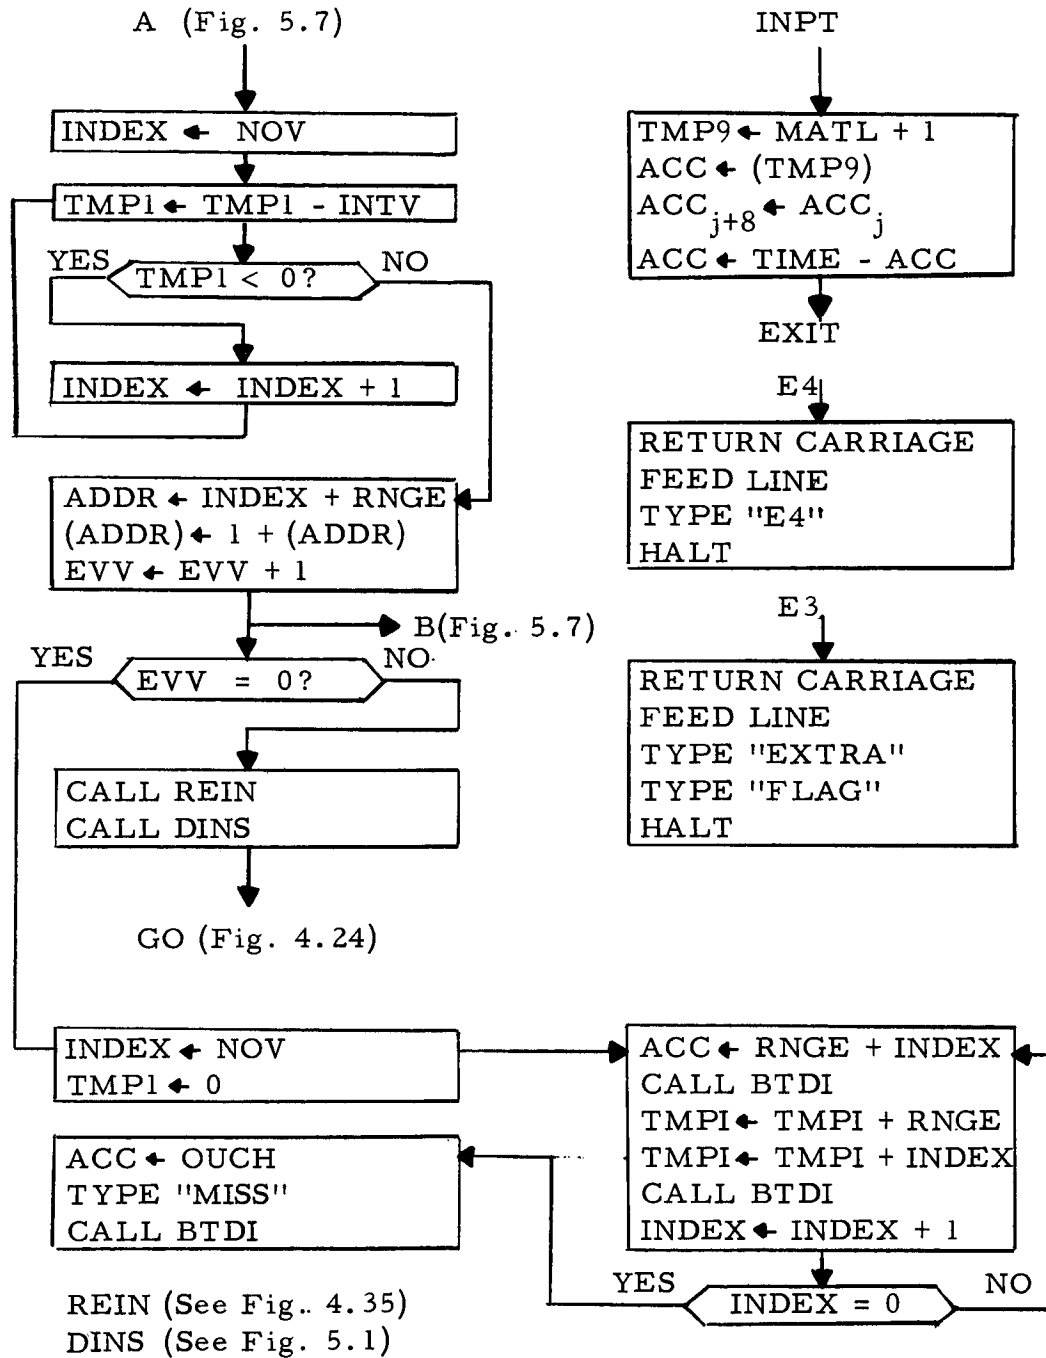 A (Fig. 5.7)
INDEX ← NOV
TMP1 ← TMP1 - INTV
YES
NO
TMP1 < 0?
INDEX ← INDEX + 1
ADDR ← INDEX + RNGE
(ADDR) ← 1 + (ADDR)
EVV ← EVV + 1
B(Fig. 5.7)
YES
NO
EVV = 0?
CALL REIN
CALL DINS
GO (Fig. 4.24)
INDEX ← NOV
TMP1 ← 0
ACC ← OUCH
TYPE "MISS"
CALL BTDI
REIN (See Fig. 4.35)
DINS (See Fig. 5.1)
INPT
TMP9 ← MATL + 1
ACC ← (TMP9)
ACC j+8 ← ACC j
ACC ← TIME - ACC
EXIT
E4
RETURN CARRIAGE
FEED LINE
TYPE "E4"
HALT
E3
RETURN CARRIAGE
FEED LINE
TYPE "EXTRA"
TYPE "FLAG"
HALT
ACC ← RNGE + INDEX
CALL BTDI
TMPI ← TMPI + RNGE
TMPI ← TMPI + INDEX
CALL BTDI
INDEX ← INDEX + 1
YES
NO
INDEX = 0